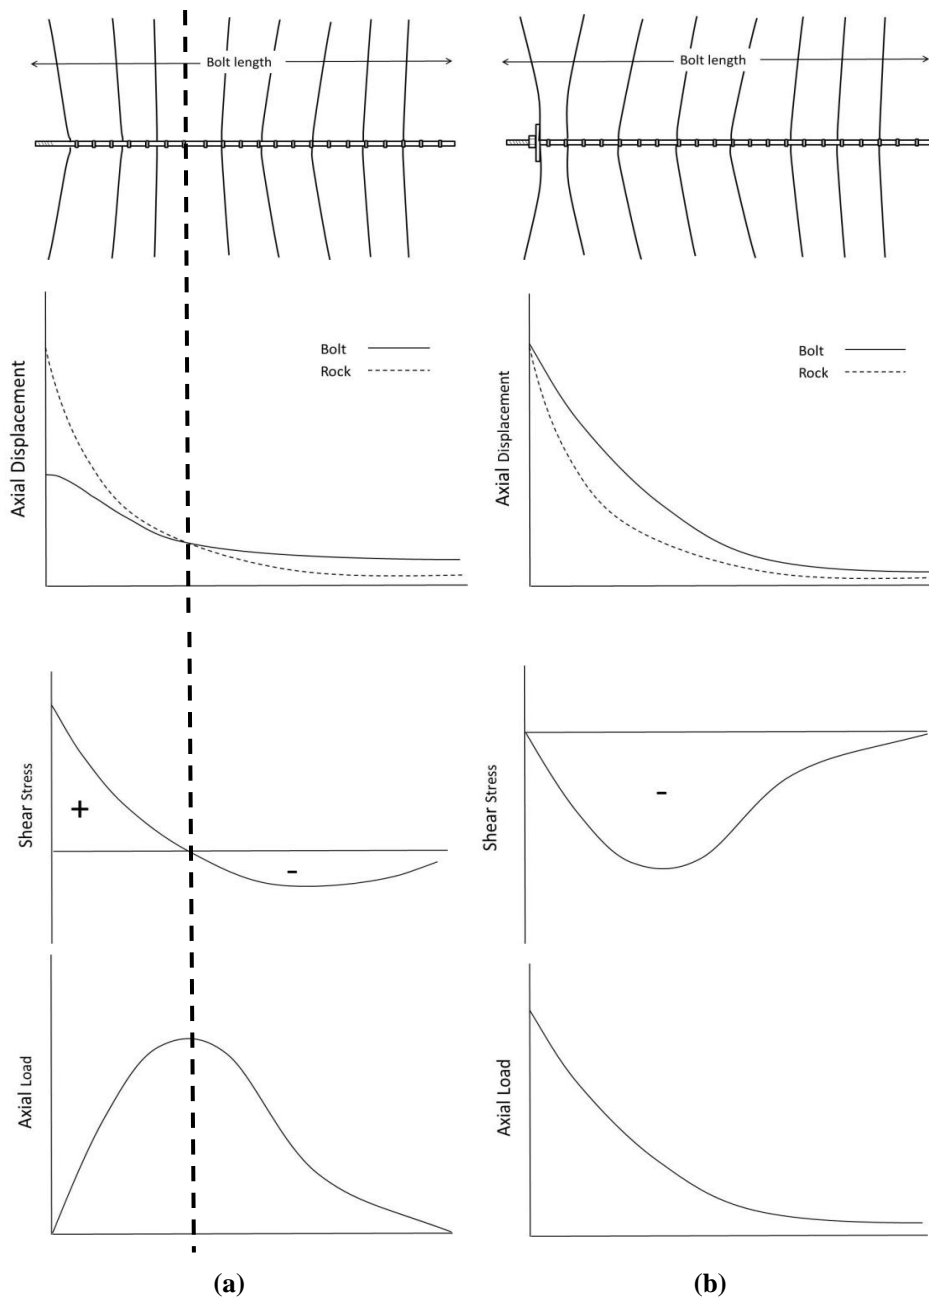 Bolt length
Bolt length
Axial Displacement
Bolt
Rock
Axial Displacement
Bolt
Rock
Shear Stress
+
-
Shear Stress
-
Axial Load
Axial Load
(a)
(b)